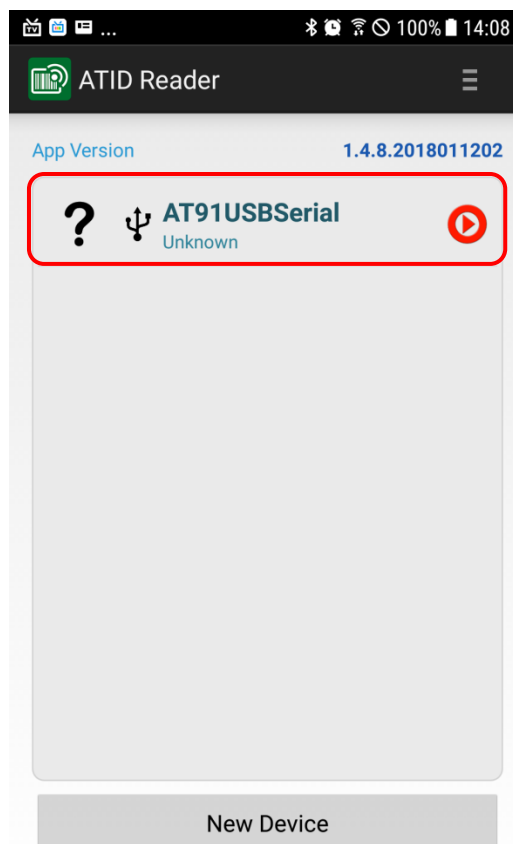 ... 100% 14:08
ATID Reader
App Version 1.4.8.2018011202
? AT91USBSerial
Unknown
New Device